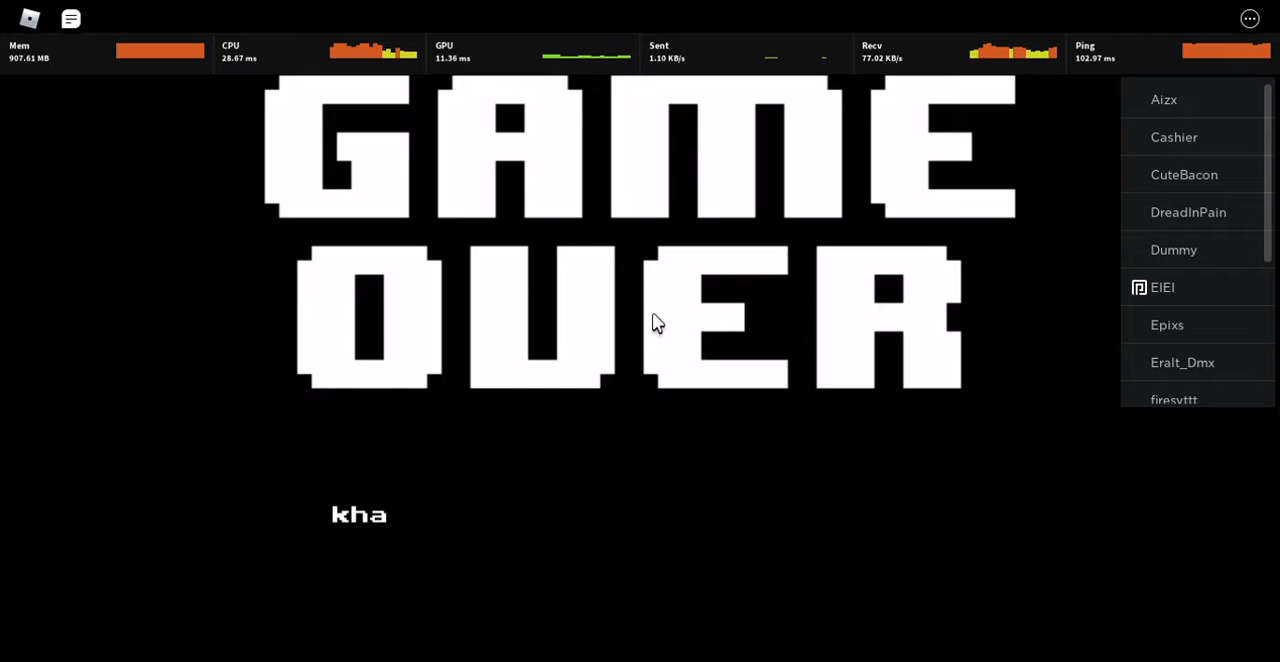 Mem
907.61 MB
CPU
28.67 ms
GPU
11.36 ms
Sent
1.10 KB/s
Recv
77.02 KB/s
Ping
102.97 ms
GAME
OVER
kha
Aizx
Cashier
CuteBacon
DreadInPain
Dummy
EIEI
Epixs
Eralt_Dmx